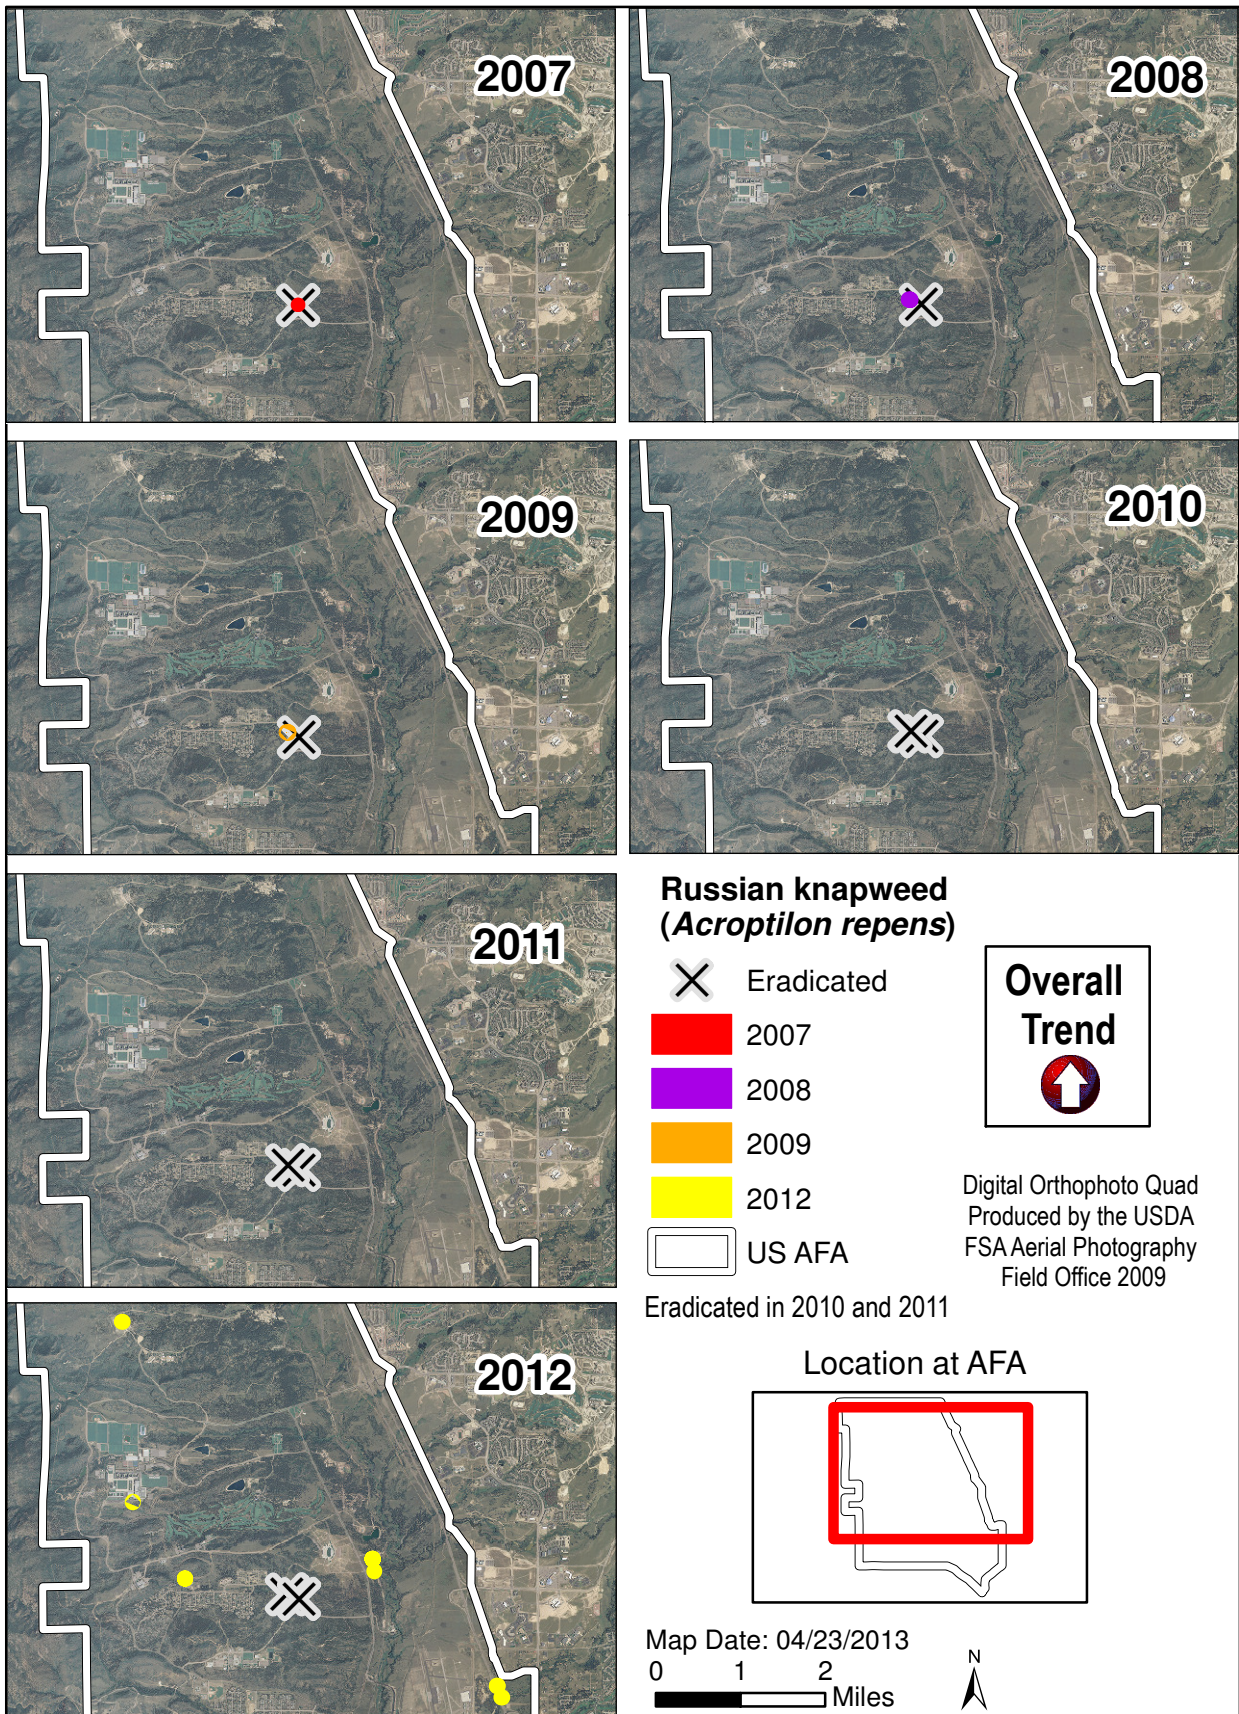 2007
2008
2009
2010
2011
2012
Russian knapweed
(Acroptilon repens)
Eradicated
2007
2008
2009
2012
US AFA
Eradicated in 2010 and 2011
Overall
Trend
Digital Orthophoto Quad
Produced by the USDA
FSA Aerial Photography
Field Office 2009
Location at AFA
Map Date: 04/23/2013
0 1 2
Miles
N